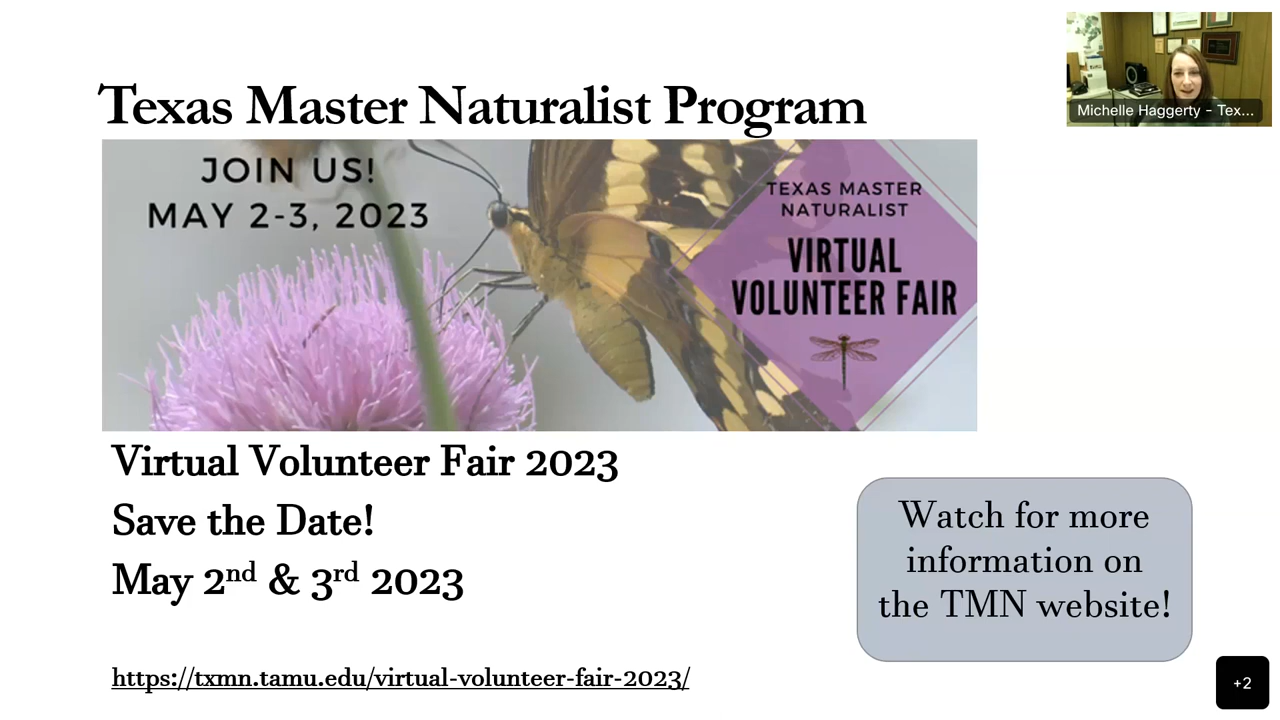 Texas Master Naturalist Program
Michelle Haggerty - Tex...
JOIN US!
MAY 2-3, 2023
TEXAS MASTER
NATURALIST
VIRTUAL
VOLUNTEER FAIR
Virtual Volunteer Fair 2023
Save the Date!
May 2nd & 3rd 2023
https://txmn.tamu.edu/virtual-volunteer-fair-2023/
Watch for more
information on
the TMN website!
+2